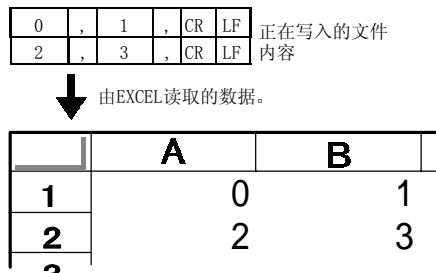 0 , 1 , CR LF 正在写入的文件
2 , 3 , CR LF 内容
由EXCEL读取的数据。
A B
1 0 1
2 2 3